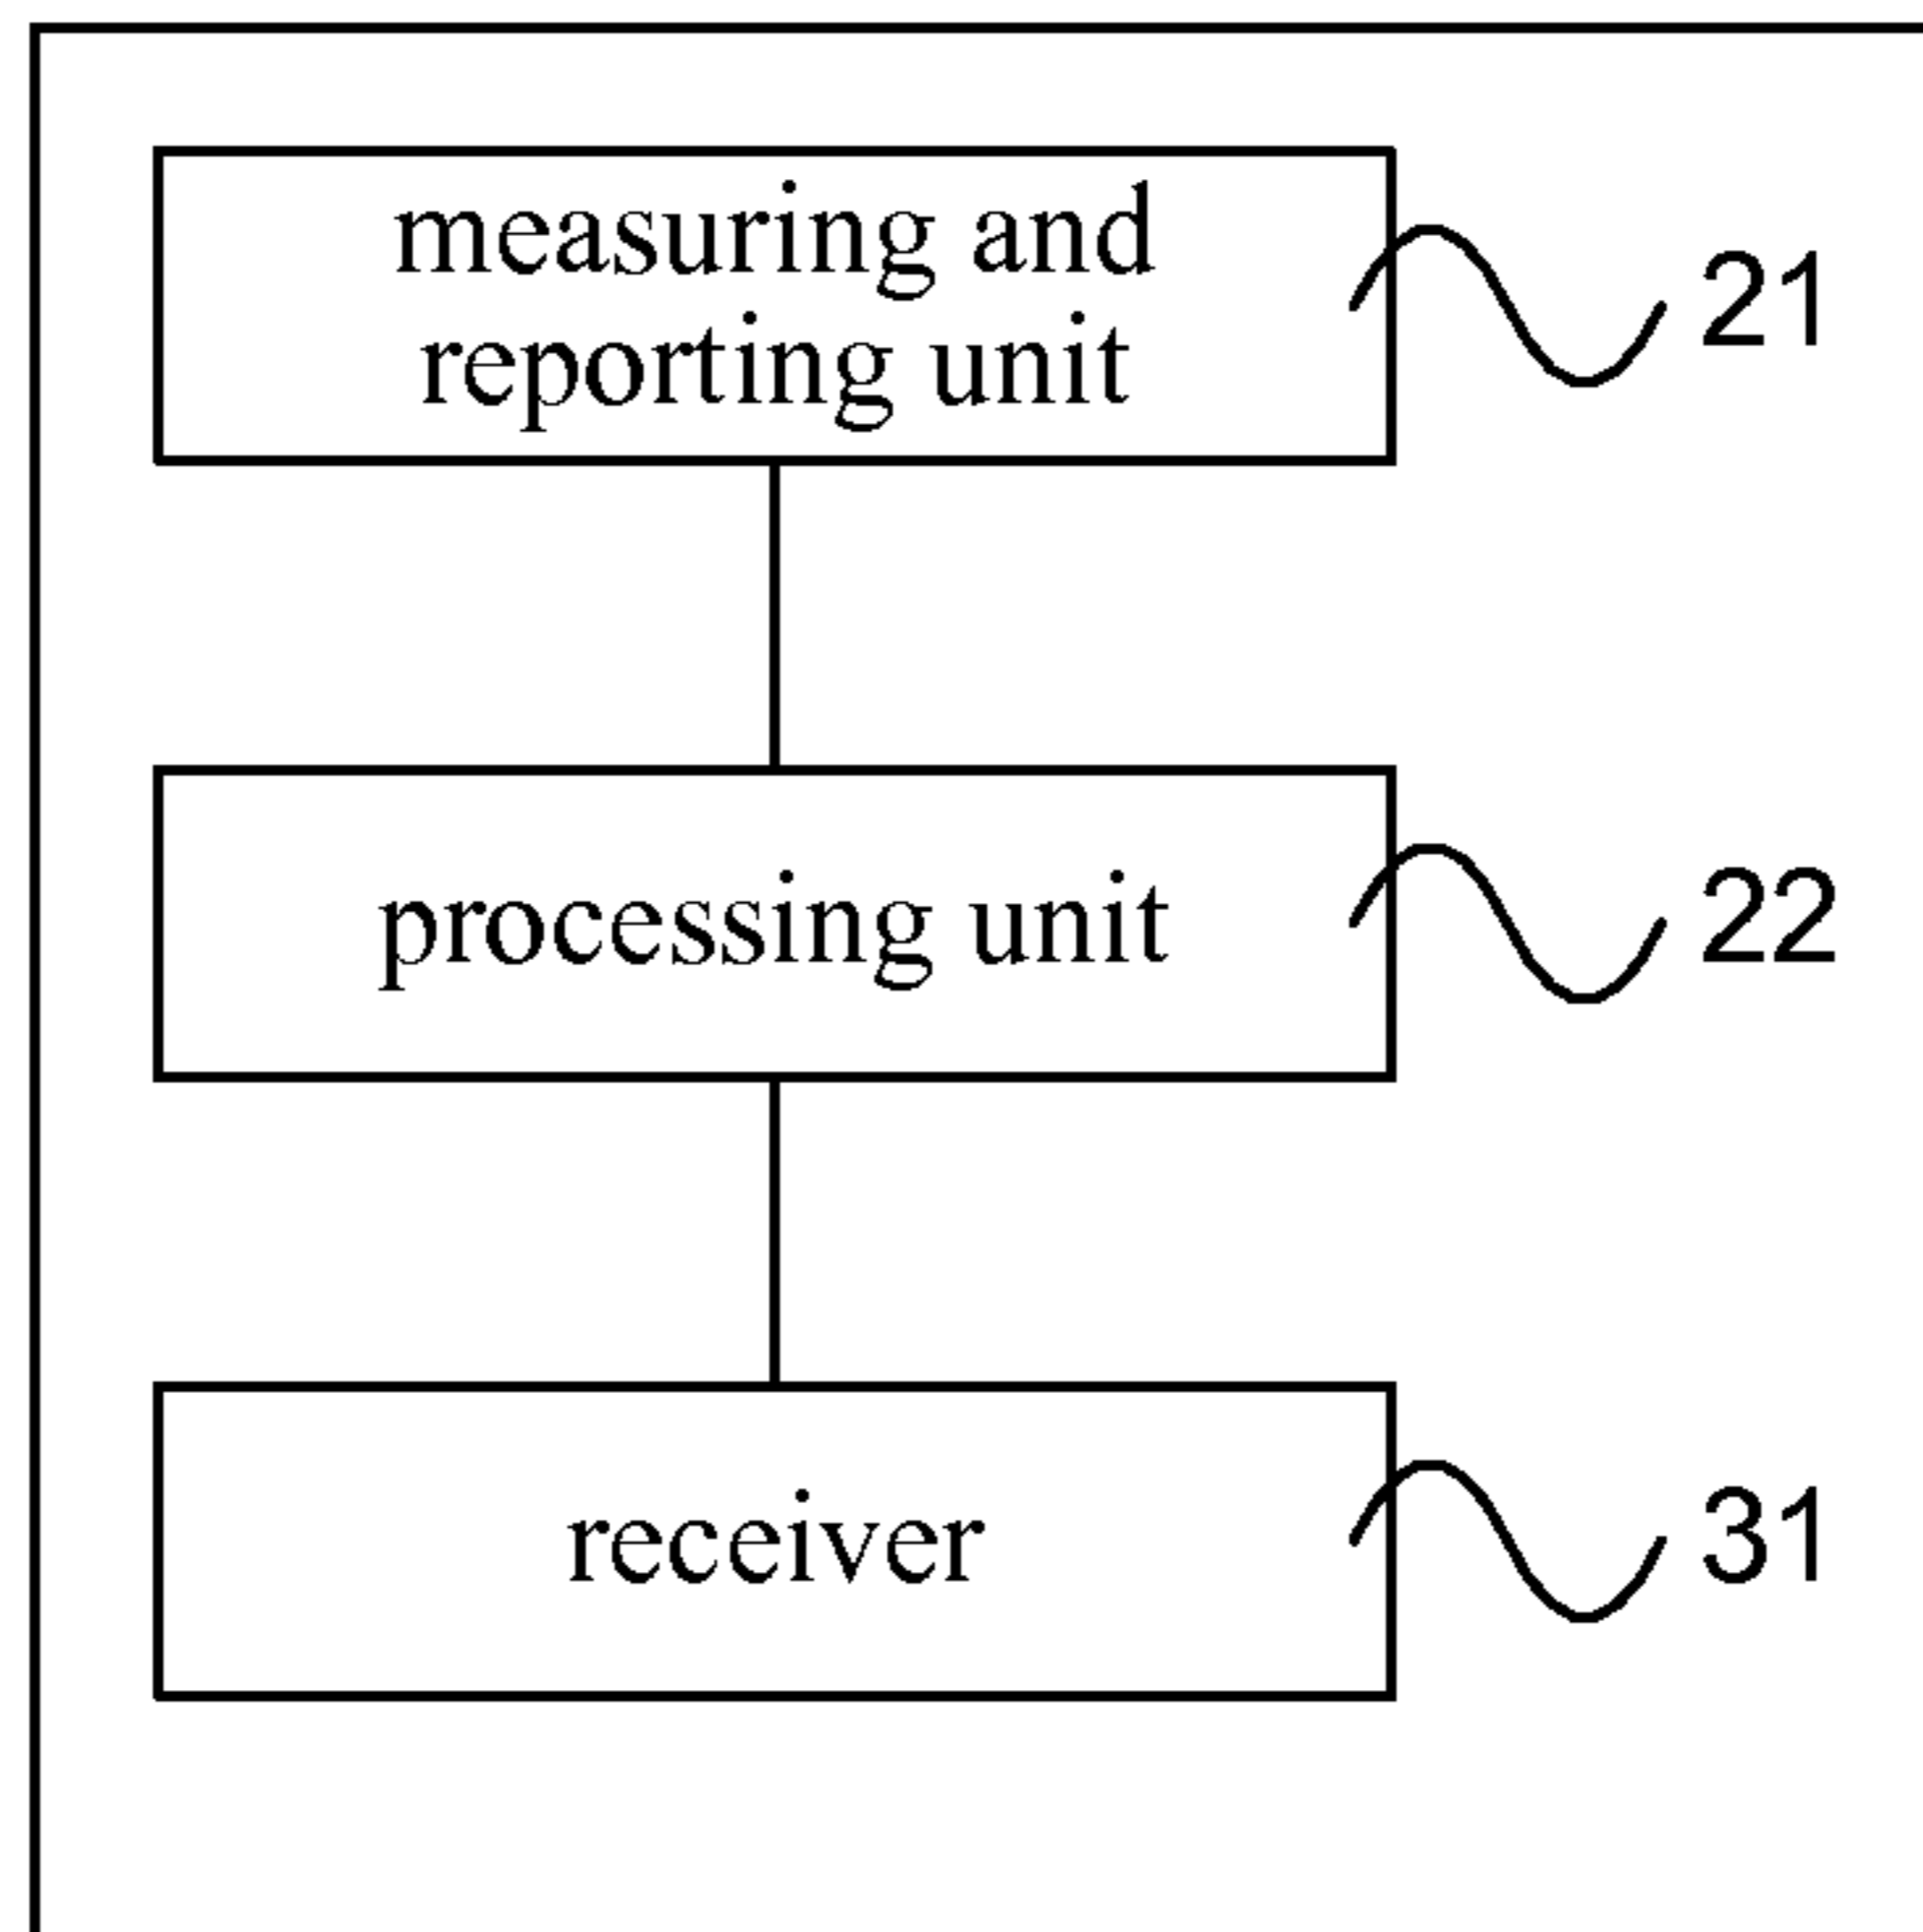 measuring and
reporting unit
21
processing unit
22
receiver
31